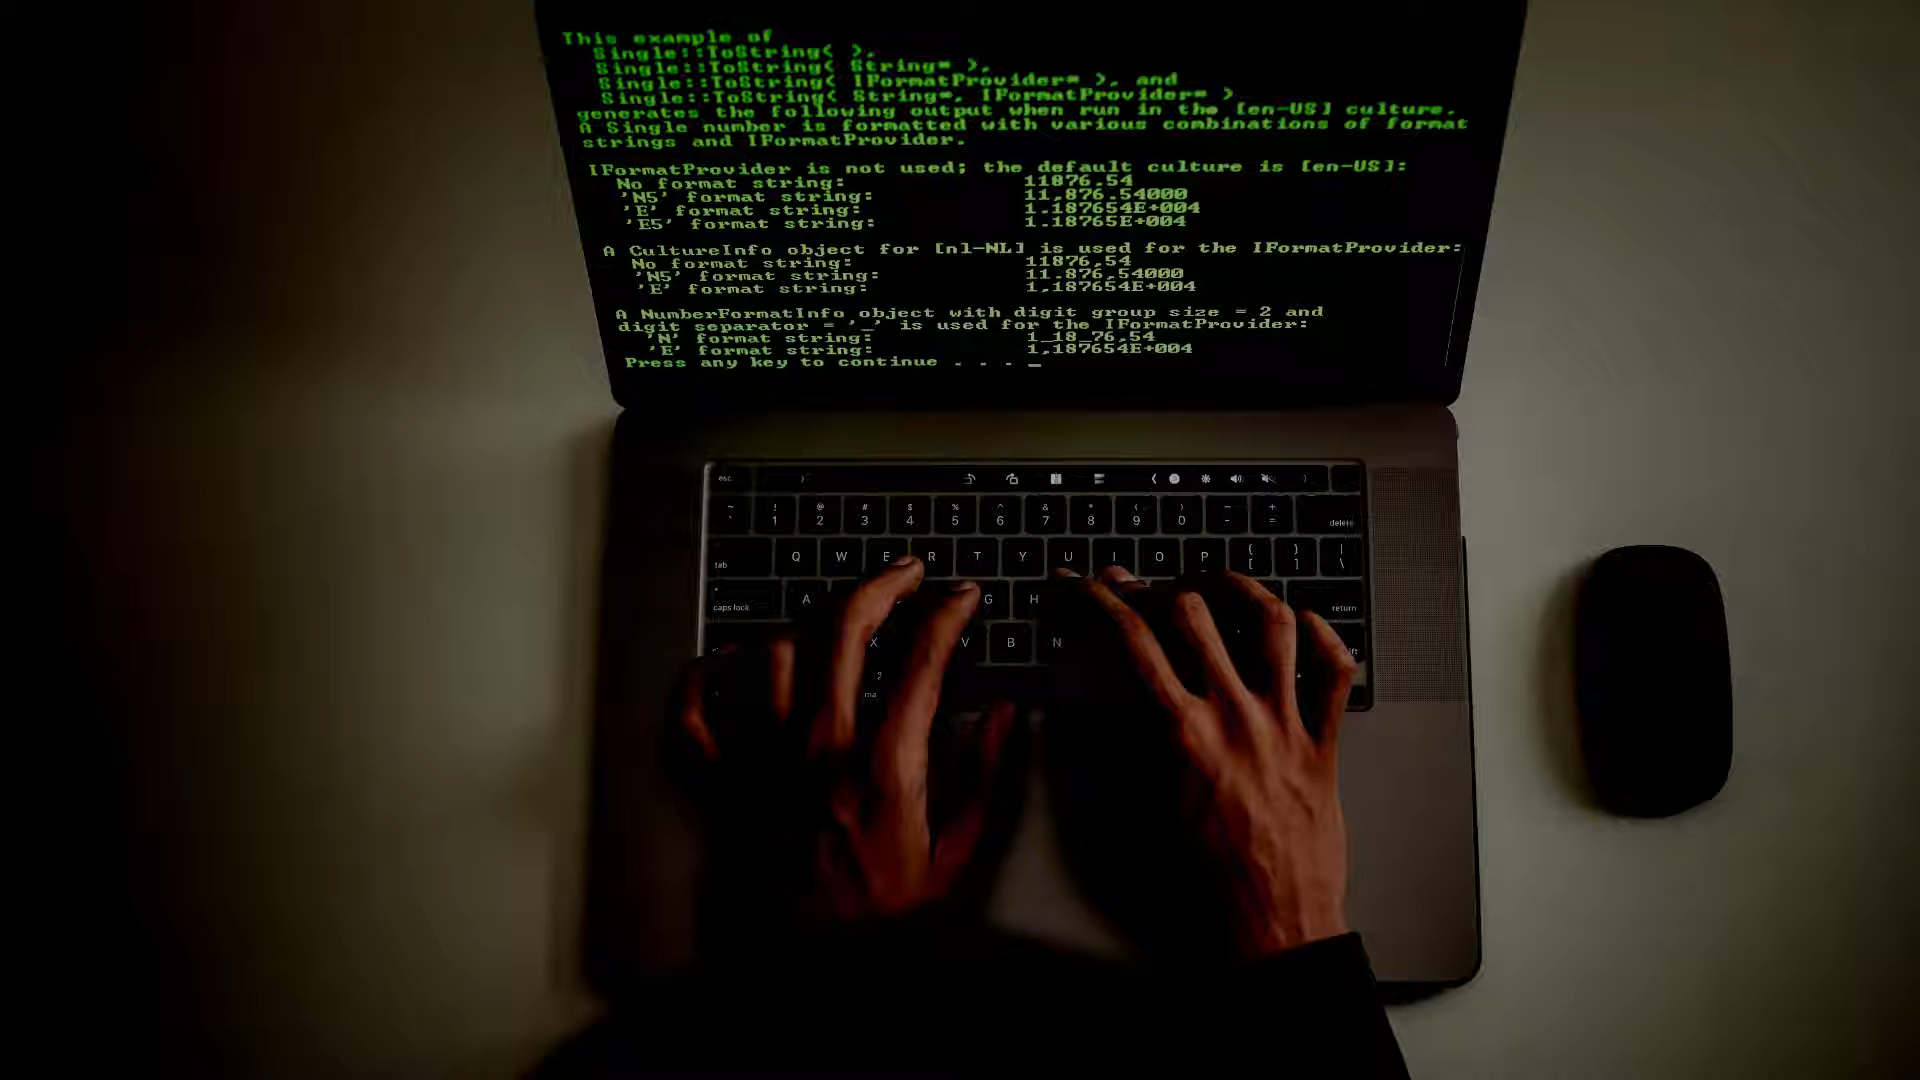 This example of
Single::ToString( ),
Single::ToString( String* ),
Single::ToString( IFormatProvider* ), and
Single::ToString( String*, IFormatProvider* )
generates the following output when run in the [en-US] culture.
A Single number is formatted with various combinations of format
strings and IFormatProvider.
IFormatProvider is not used; the default culture is [en-US]:
No format string: 11876.54
'N5' format string: 11,876.54000
'E' format string: 1.187654E+004
'E5' format string: 1.18765E+004
A CultureInfo object for [nl-NL] is used for the IFormatProvider:
No format string: 11876,54
'N5' format string: 11.876,54000
'E' format string: 1,187654E+004
A NumberFormatInfo object with digit group size = 2 and
digit separator = '_' is used for the IFormatProvider:
'N' format string: 1_18_76,54
'E' format string: 1,187654E+004
Press any key to continue . . . _
esc
~ ! @ # $ % ^ & * ( ) _ +
` 1 2 3 4 5 6 7 8 9 0 - = delete
tab Q W E R T Y U I O P { [ } ] | \
caps lock A G H return
X V B N